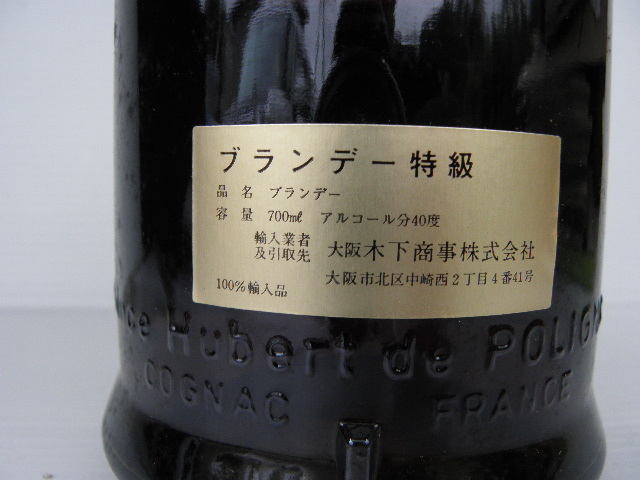 ブランデー特級
品名 ブランデー
容量 700ml アルコール分40度
輸入業者
及引取先 大阪木下商事株式会社
大阪市北区中崎西2丁目4番41号
100%輸入品
Hubert de
COGNAC FRANCE